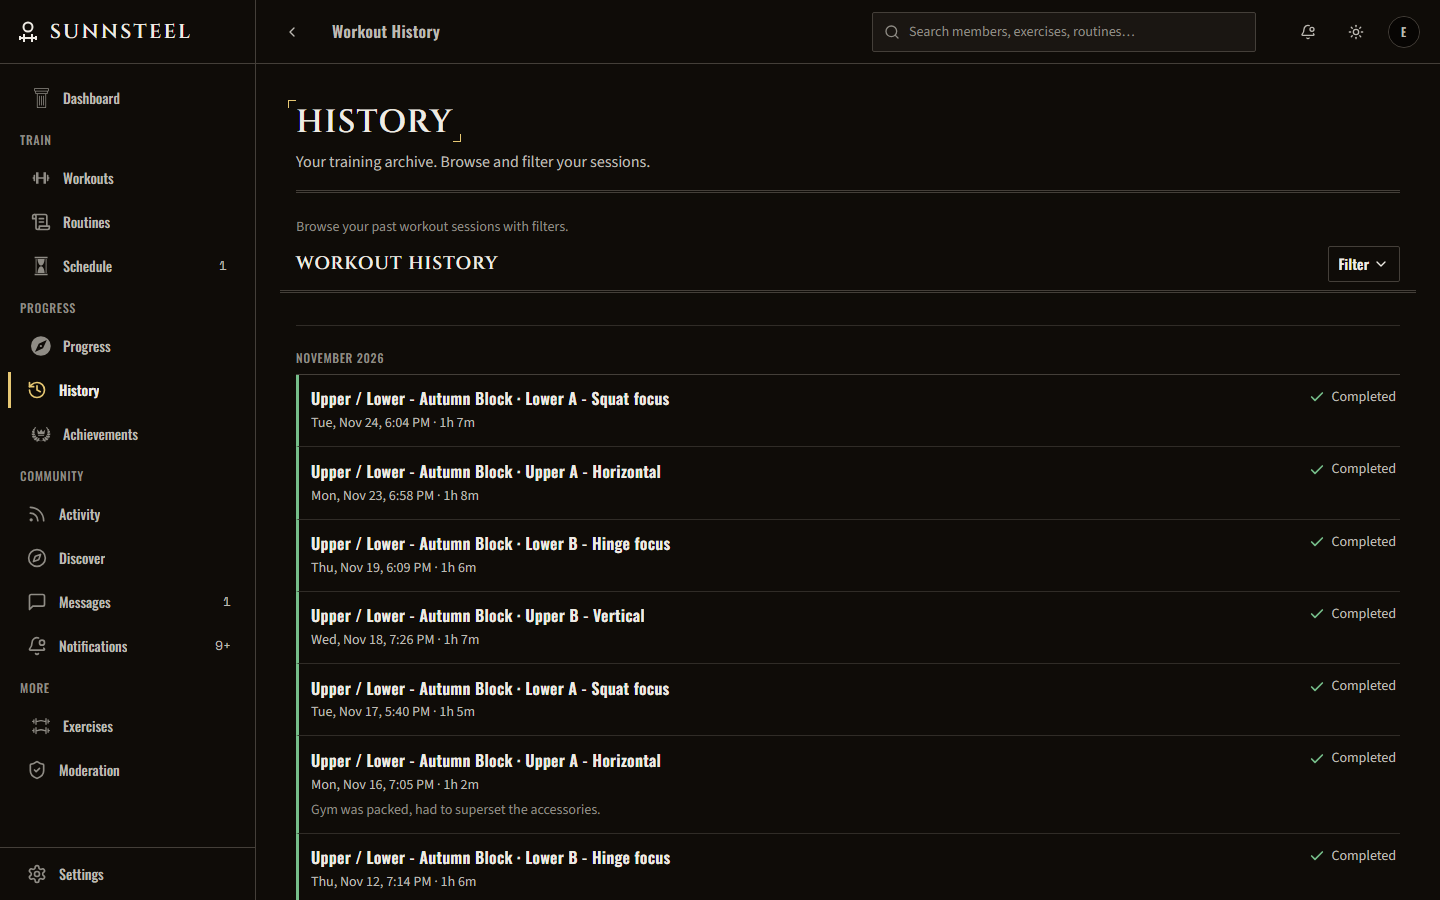 SUNNSTEEL
Workout History
Search members, exercises, routines...
E
Dashboard
TRAIN
Workouts
Routines
Schedule 1
PROGRESS
Progress
History
Achievements
COMMUNITY
Activity
Discover
Messages 1
Notifications 9+
MORE
Exercises
Moderation
Settings
HISTORY
Your training archive. Browse and filter your sessions.
Browse your past workout sessions with filters.
WORKOUT HISTORY
Filter
NOVEMBER 2026
Upper / Lower - Autumn Block · Lower A - Squat focus
Completed
Tue, Nov 24, 6:04 PM · 1h 7m
Upper / Lower - Autumn Block · Upper A - Horizontal
Completed
Mon, Nov 23, 6:58 PM · 1h 8m
Upper / Lower - Autumn Block · Lower B - Hinge focus
Completed
Thu, Nov 19, 6:09 PM · 1h 6m
Upper / Lower - Autumn Block · Upper B - Vertical
Completed
Wed, Nov 18, 7:26 PM · 1h 7m
Upper / Lower - Autumn Block · Lower A - Squat focus
Completed
Tue, Nov 17, 5:40 PM · 1h 5m
Upper / Lower - Autumn Block · Upper A - Horizontal
Completed
Mon, Nov 16, 7:05 PM · 1h 2m
Gym was packed, had to superset the accessories.
Upper / Lower - Autumn Block · Lower B - Hinge focus
Completed
Thu, Nov 12, 7:14 PM · 1h 6m